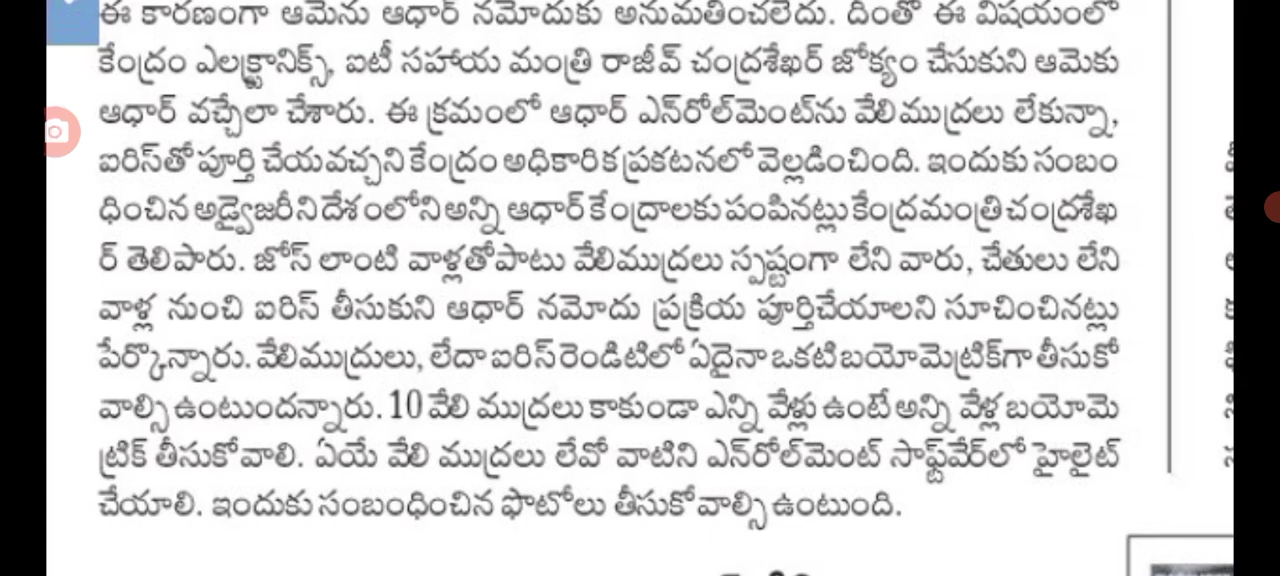 ఈ కారణంగా ఆమెను ఆధార్ నమోదుకు అనుమతించలేదు. దీంతో ఈ విషయంలో
కేంద్రం ఎలక్ట్రానిక్స్, ఐటీ సహాయ మంత్రి రాజీవ్ చంద్రశేఖర్ జోక్యం చేసుకుని ఆమెకు
ఆధార్ వచ్చేలా చేశారు. ఈ క్రమంలో ఆధార్ ఎన్‌రోల్‌మెంట్‌ను వేలిముద్రలు లేకున్నా,
ఐరిస్‌తో పూర్తి చేయవచ్చని కేంద్రం అధికారిక ప్రకటనలో వెల్లడించింది. ఇందుకు సంబం
ధించిన అడ్వైజరీని దేశంలోని అన్ని ఆధార్ కేంద్రాలకు పంపినట్లు కేంద్రమంత్రి చంద్రశేఖ
ర్ తెలిపారు. జోస్ లాంటి వాళ్లతోపాటు వేలిముద్రలు స్పష్టంగా లేని వారు, చేతులు లేని
వాళ్ల నుంచి ఐరిస్ తీసుకుని ఆధార్ నమోదు ప్రక్రియ పూర్తిచేయాలని సూచించినట్లు
పేర్కొన్నారు. వేలిముద్రులు, లేదా ఐరిస్ రెండిటిలో ఏదైనా ఒకటి బయోమెట్రిక్‌గా తీసుకో
వాల్సి ఉంటుందన్నారు. 10 వేలి ముద్రలు కాకుండా ఎన్ని వేళ్లు ఉంటే అన్ని వేళ్ల బయోమె
ట్రిక్ తీసుకోవాలి. ఏయే వేలి ముద్రలు లేవో వాటిని ఎన్‌రోల్‌మెంట్ సాఫ్ట్‌వేర్‌లో హైలైట్
చేయాలి. ఇందుకు సంబంధించిన ఫొటోలు తీసుకోవాల్సి ఉంటుంది.